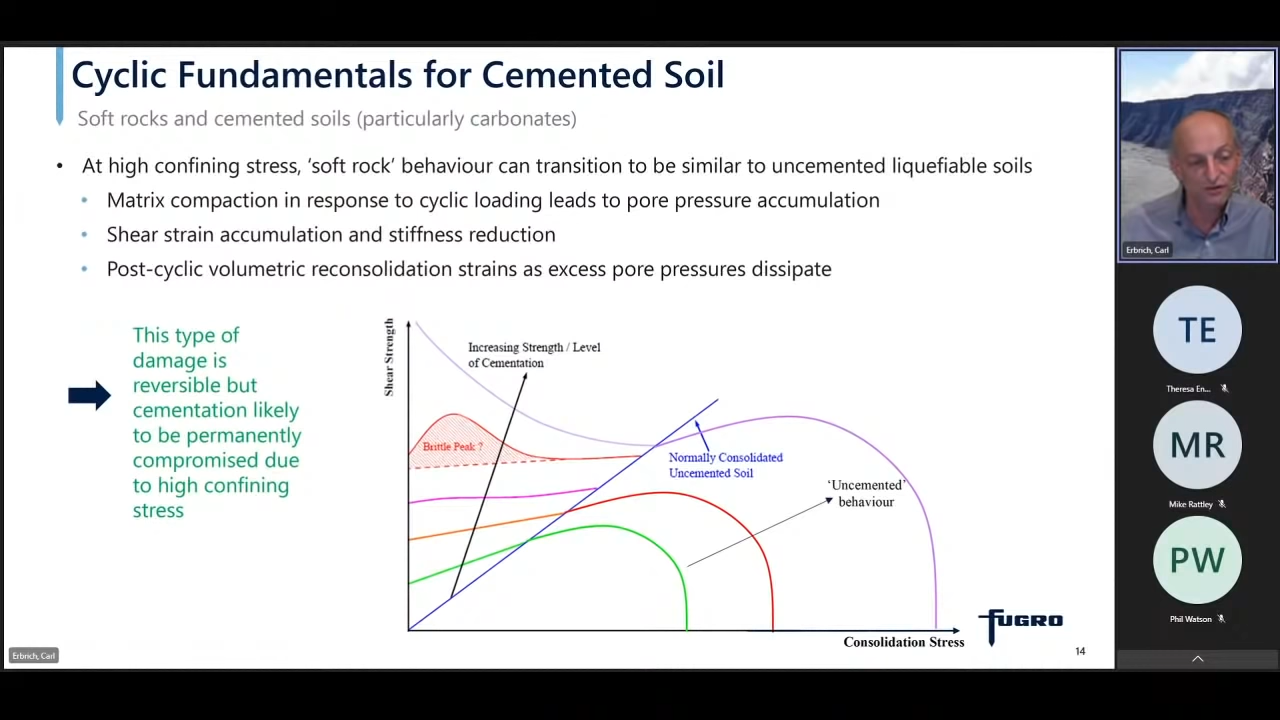 Cyclic Fundamentals for Cemented Soil
Soft rocks and cemented soils (particularly carbonates)
• At high confining stress, ‘soft rock’ behaviour can transition to be similar to uncemented liquefiable soils
• Matrix compaction in response to cyclic loading leads to pore pressure accumulation
• Shear strain accumulation and stiffness reduction
• Post-cyclic volumetric reconsolidation strains as excess pore pressures dissipate
This type of
damage is
reversible but
cementation likely
to be permanently
compromised due
to high confining
stress
Shear Strength
Increasing Strength / Level
of Cementation
Brittle Peak ?
Normally Consolidated
Uncemented Soil
‘Uncemented’
behaviour
Consolidation Stress
FUGRO
14
Erbrich, Carl
Erbrich, Carl
TE
Theresa En...
MR
Mike Rattley
PW
Phil Watson